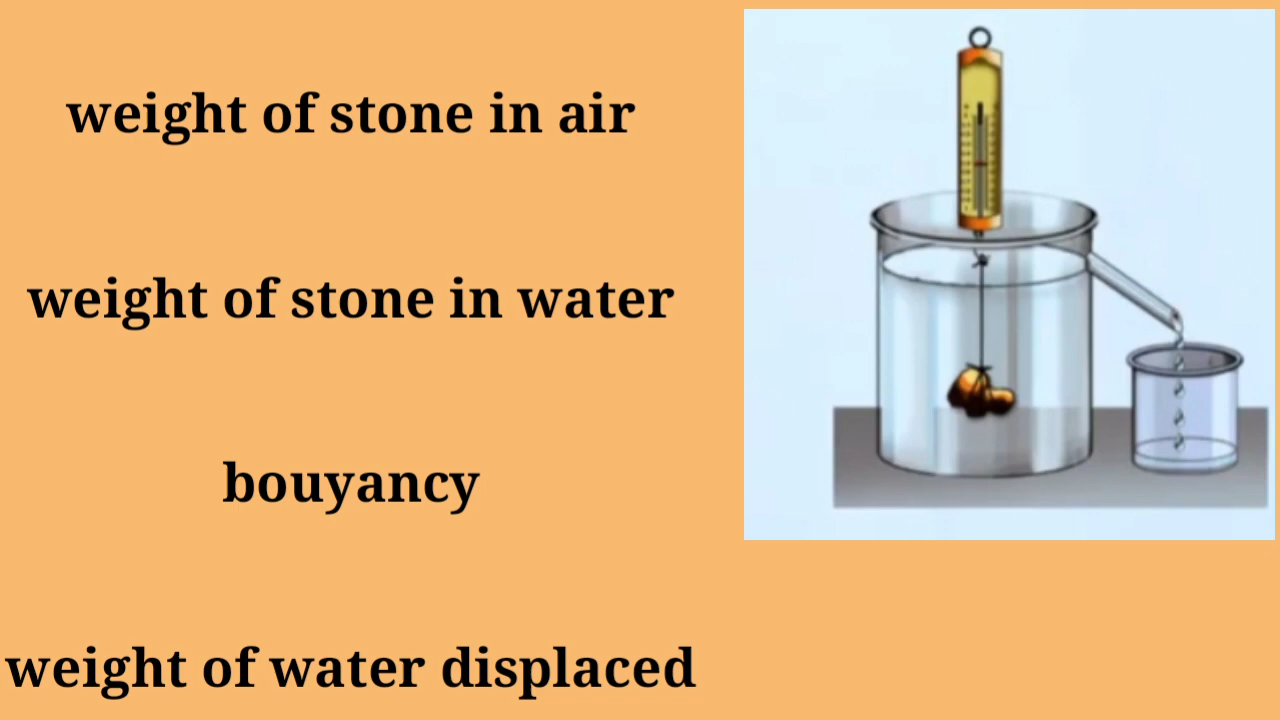 weight of stone in air
weight of stone in water
bouyancy
weight of water displaced